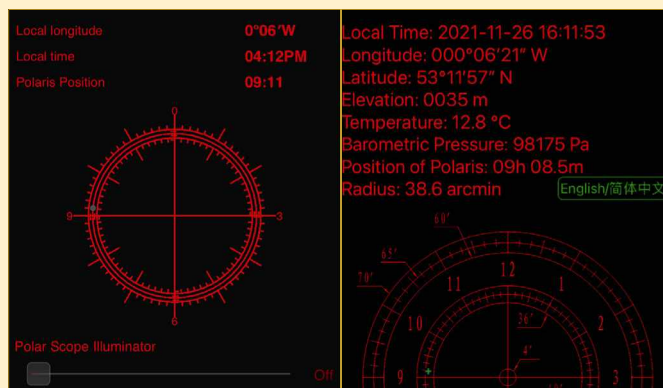 Local longitude 0°06'W
Local time 04:12PM
Polaris Position 09:11
0
9
3
6
Polar Scope Illuminator
Off
Local Time: 2021-11-26 16:11:53
Longitude: 000°06'21" W
Latitude: 53°11'57" N
Elevation: 0035 m
Temperature: 12.8 °C
Barometric Pressure: 98175 Pa
Position of Polaris: 09h 08.5m
Radius: 38.6 arcmin
English/简体中文
60'
65'
70'
12
11
1
10
2
36'
4'
9
3